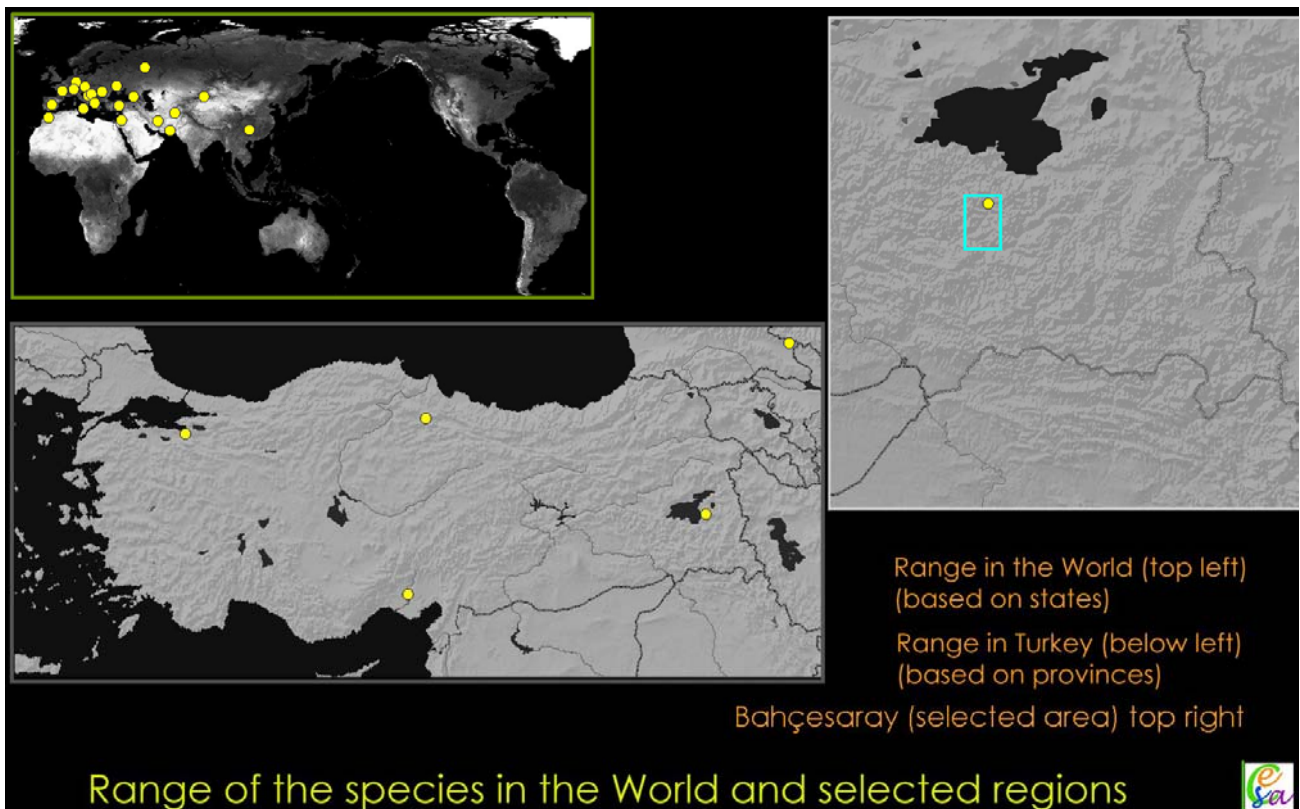 Range in the World (top left)
(based on states)
Range in Turkey (below left)
(based on provinces)
Bahçesaray (selected area) top right
Range of the species in the World and selected regions
esa